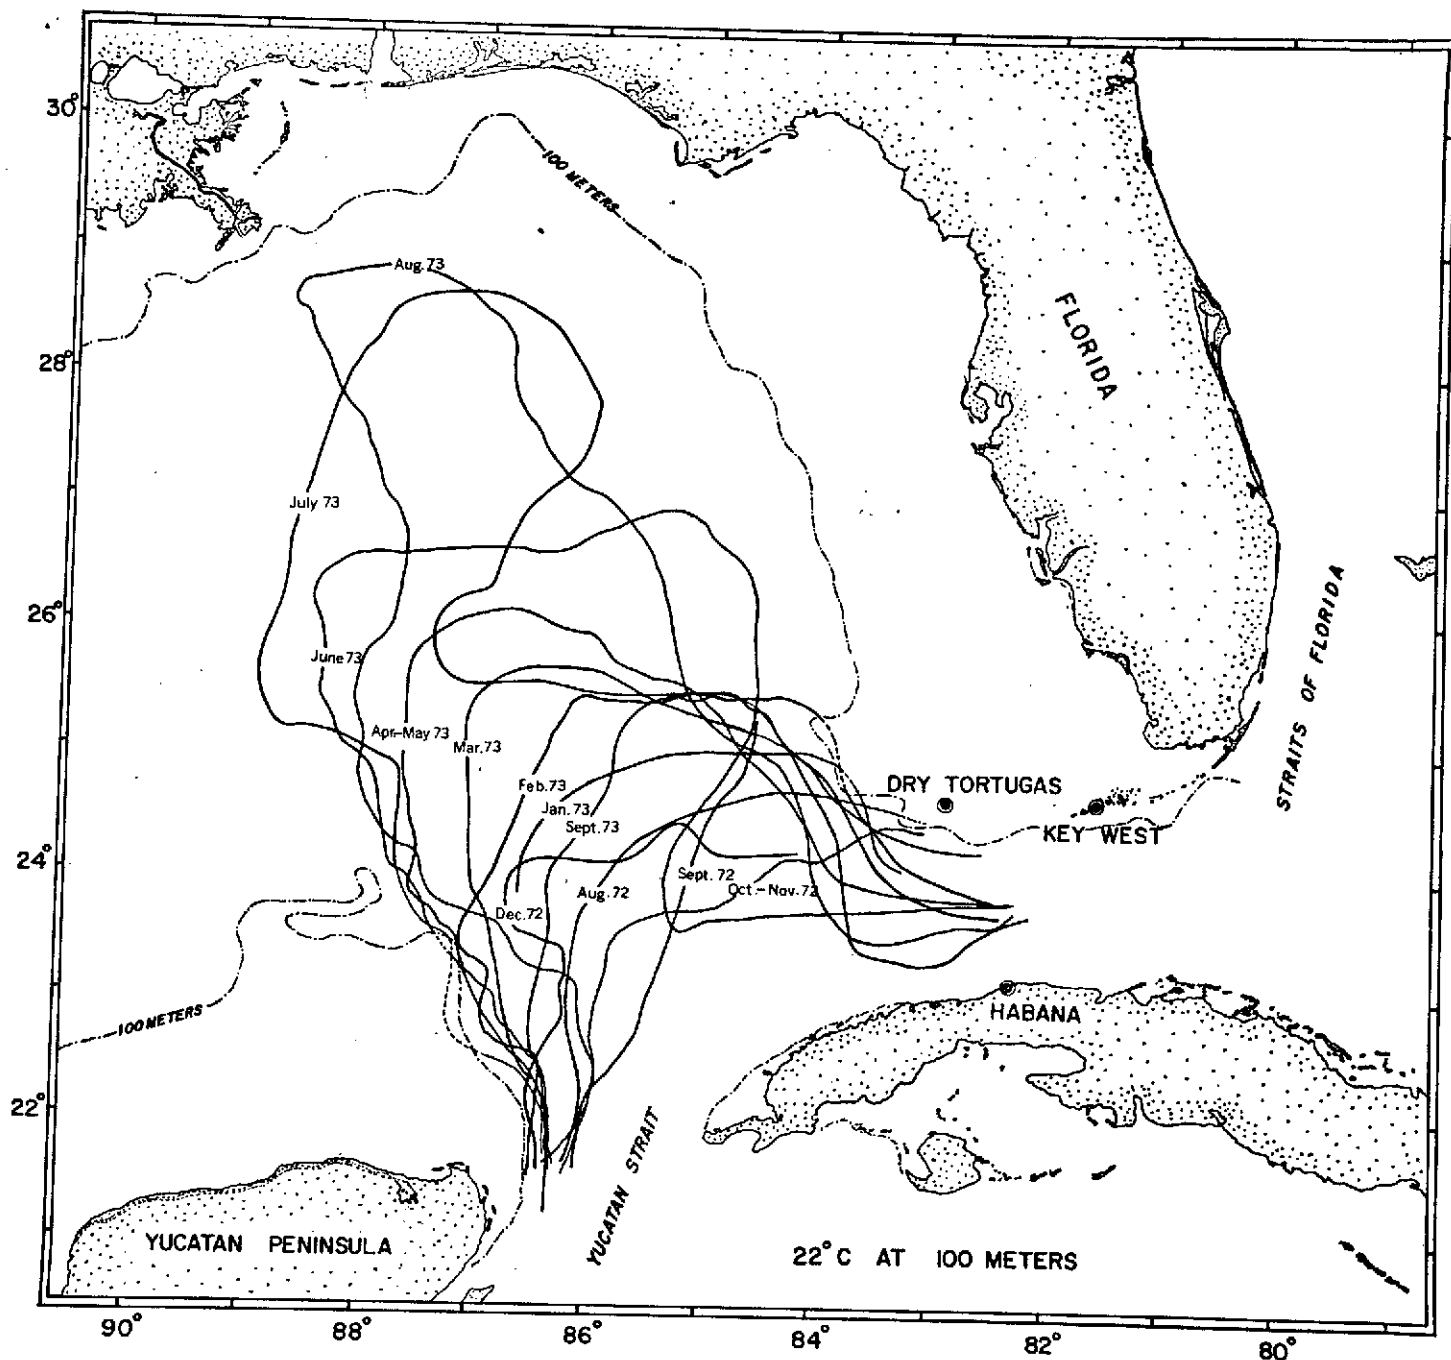 30°
28°
26°
24°
22°
100 METERS
Aug. 73
FLORIDA
July 73
June 73
Apr.-May 73
Mar. 73
Feb. 73
Jan. 73
Sept. 73
DRY TORTUGAS
KEY WEST
STRAITS OF FLORIDA
Sept. 72
Aug. 72
Oct.-Nov. 72
Dec. 72
100 METERS
HABANA
YUCATAN STRAIT
YUCATAN PENINSULA
22°C AT 100 METERS
90°
88°
86°
84°
82°
80°